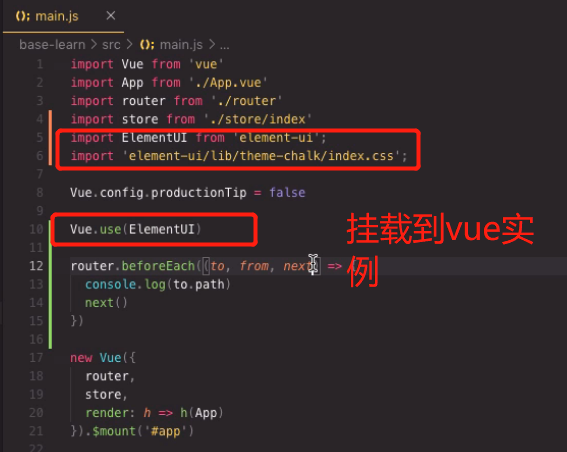 (); main.js ×
base-learn > src > (); main.js > ...
1 import Vue from 'vue'
2 import App from './App.vue'
3 import router from './router'
4 import store from './store/index'
5 import ElementUI from 'element-ui';
6 import 'element-ui/lib/theme-chalk/index.css';
7
8 Vue.config.productionTip = false
9
10 Vue.use(ElementUI)
11
挂载到vue实
12 router.beforeEach((to, from, next) =>
例
13 console.log(to.path)
14 next()
15 })
16
17 new Vue({
18 router,
19 store,
20 render: h => h(App)
21 }).$mount('#app')
22